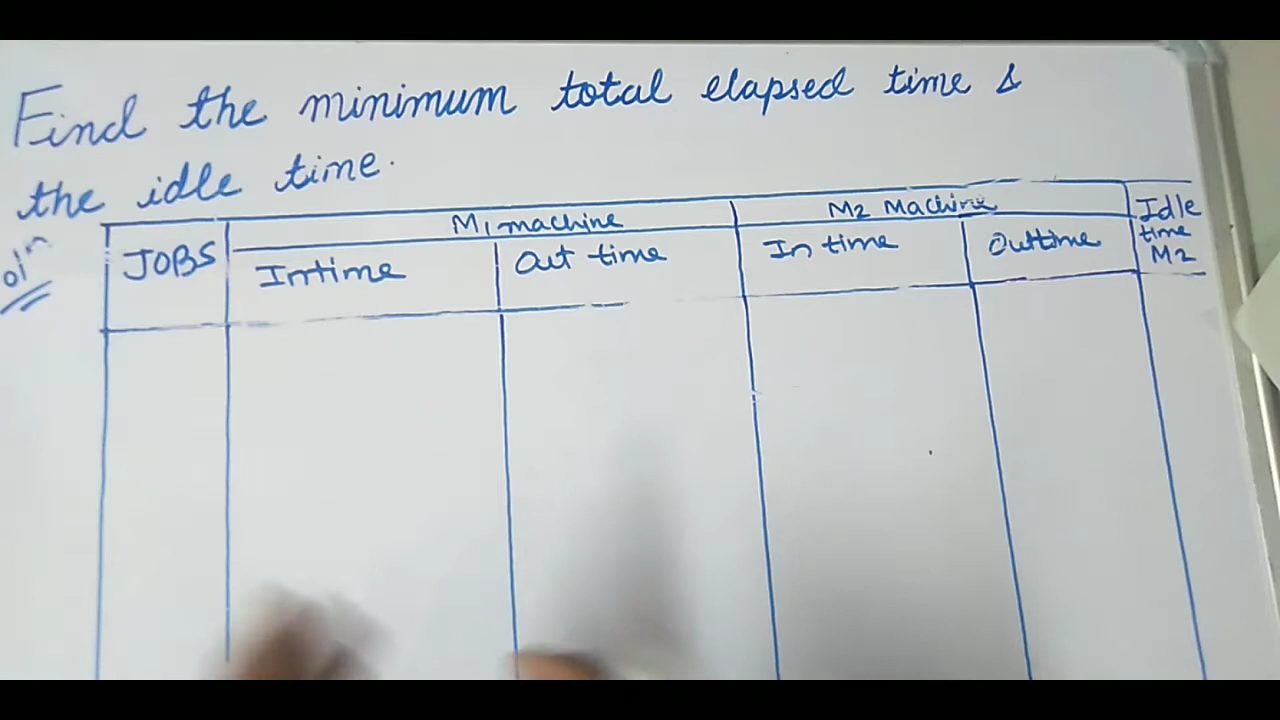 Find the minimum total elapsed time &
the idle time.
Soln
JOBS
M1 machine
M2 Machine
Idle
time
M2
Intime
Out time
In time
Outtime